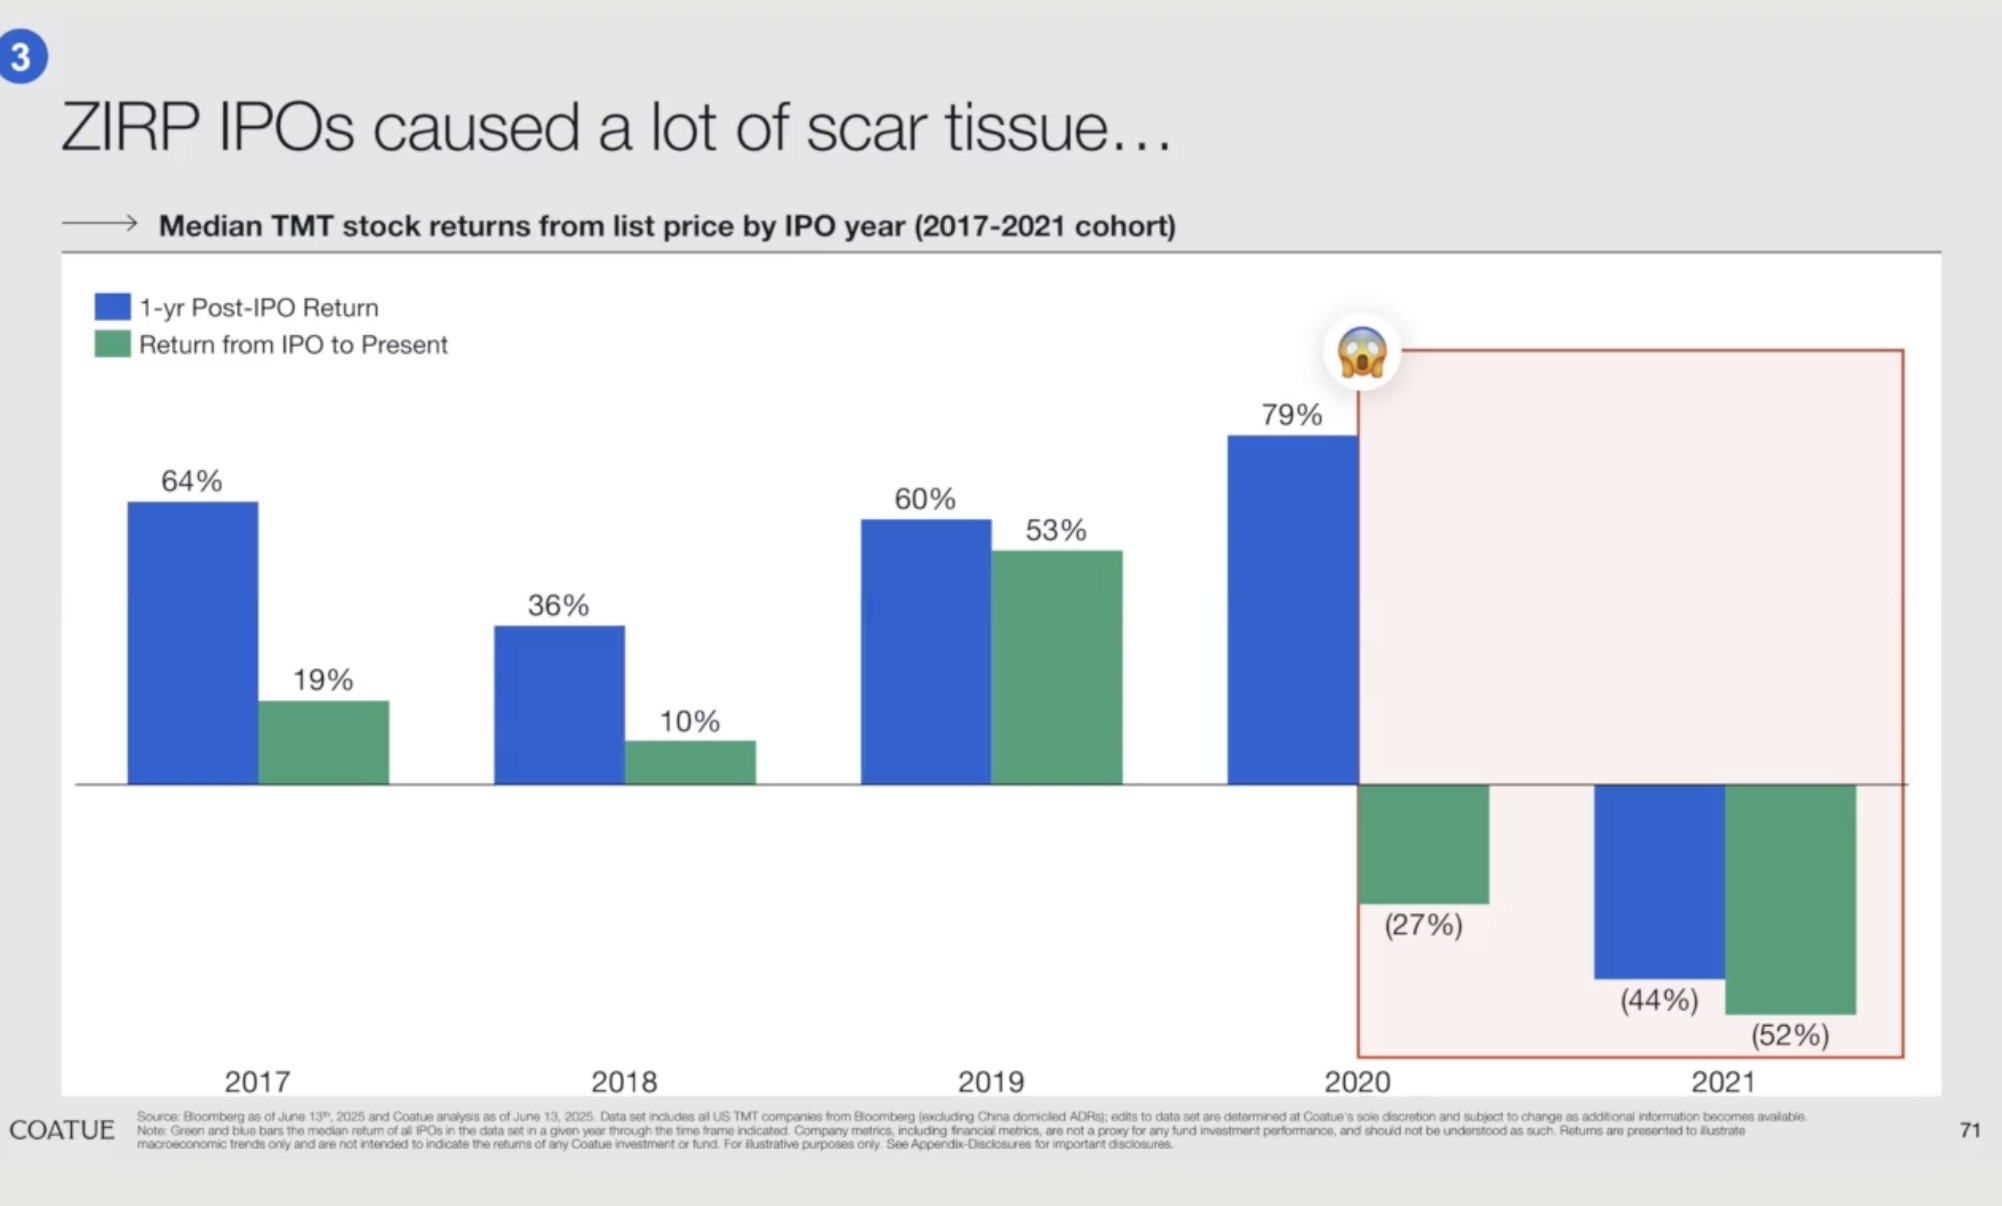 3
ZIRP IPOs caused a lot of scar tissue...
Median TMT stock returns from list price by IPO year (2017-2021 cohort)
1-yr Post-IPO Return
Return from IPO to Present
64%
19%
36%
10%
60%
53%
79%
(27%)
(44%)
(52%)
2017
2018
2019
2020
2021
COATUE
Source: Bloomberg as of June 13th, 2025 and Coatue analysis as of June 13, 2025. Data set includes all US TMT companies from Bloomberg (excluding China domiciled ADRs); edits to data set are determined at Coatue's sole discretion and subject to change as additional information becomes available.
Note: Green and blue bars the median return of all IPOs in the data set in a given year through the time frame indicated. Company metrics, including financial metrics, are not a proxy for any fund investment performance, and should not be understood as such. Returns are presented to illustrate
macroeconomic trends only and are not intended to indicate the returns of any Coatue investment or fund. For illustrative purposes only. See Appendix-Disclosures for important disclosures.
71